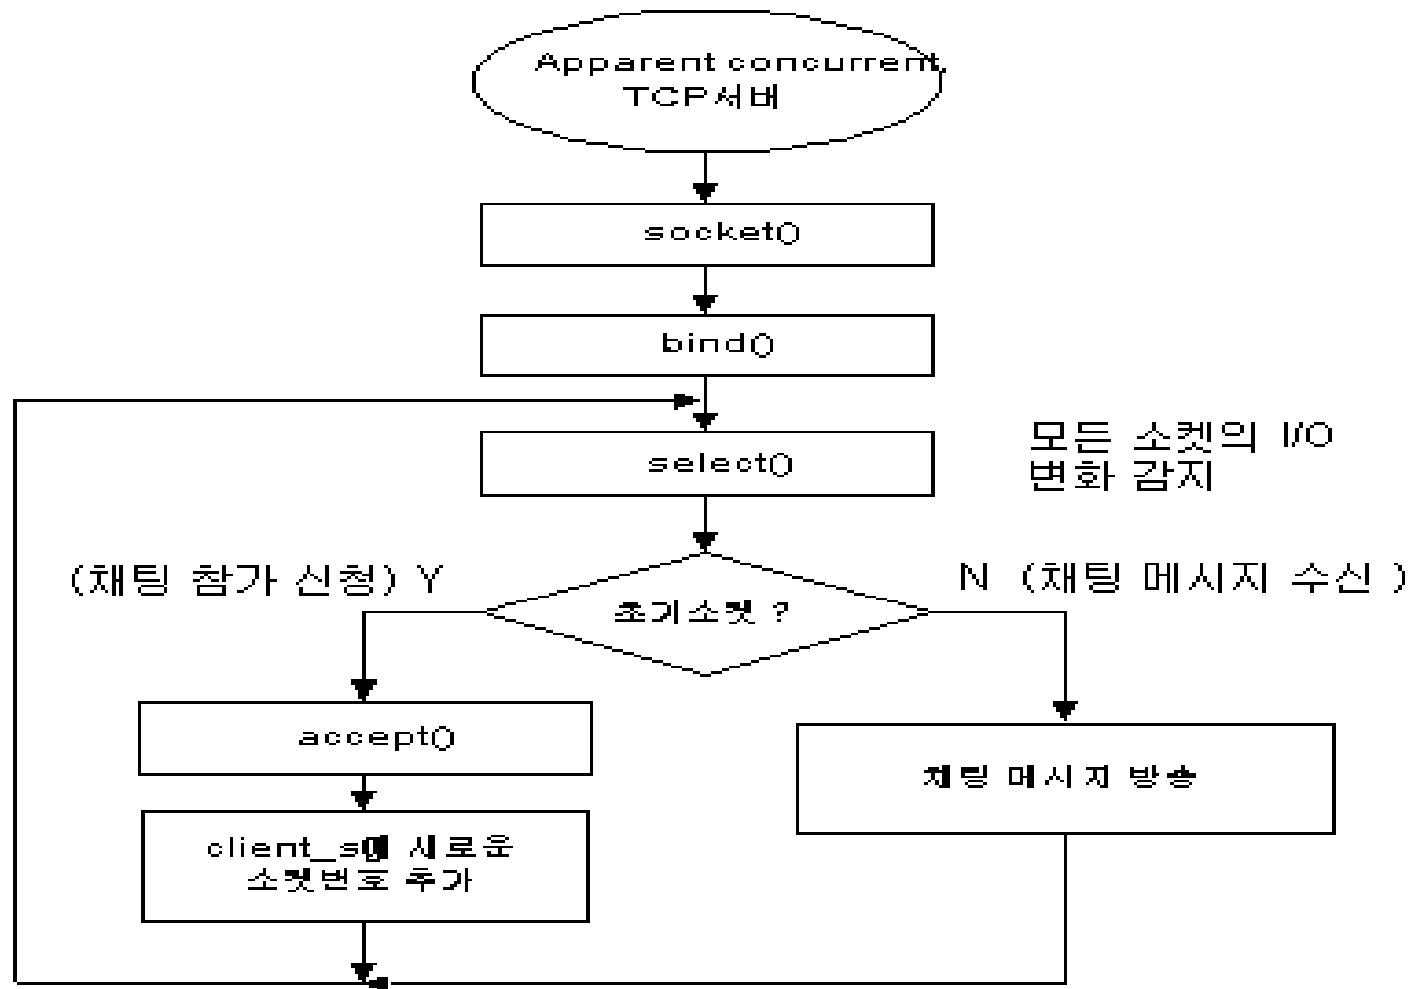 Apparent concurrent
TCP서버
socket()
bind()
select()
모든 소켓의 I/O
변화 감지
(채팅 참가 신청) Y
초기소켓 ?
N (채팅 메시지 수신 )
accept()
채팅 메시지 방송
client_s에 새로운
소켓번호 추가